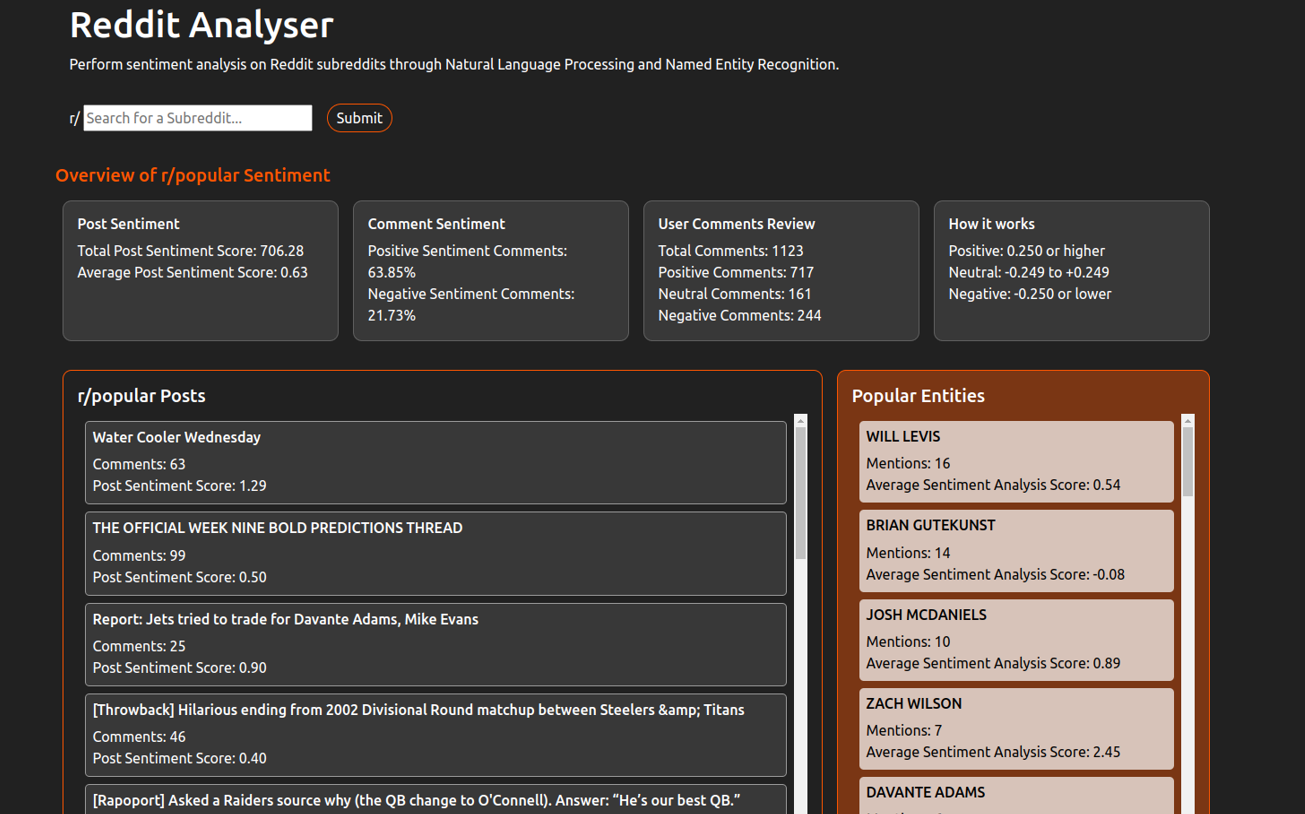 Reddit Analyser
Perform sentiment analysis on Reddit subreddits through Natural Language Processing and Named Entity Recognition.
r/ Search for a Subreddit... Submit
Overview of r/popular Sentiment
Post Sentiment
Total Post Sentiment Score: 706.28
Average Post Sentiment Score: 0.63
Comment Sentiment
Positive Sentiment Comments:
63.85%
Negative Sentiment Comments:
21.73%
User Comments Review
Total Comments: 1123
Positive Comments: 717
Neutral Comments: 161
Negative Comments: 244
How it works
Positive: 0.250 or higher
Neutral: -0.249 to +0.249
Negative: -0.250 or lower
r/popular Posts
Water Cooler Wednesday
Comments: 63
Post Sentiment Score: 1.29
THE OFFICIAL WEEK NINE BOLD PREDICTIONS THREAD
Comments: 99
Post Sentiment Score: 0.50
Report: Jets tried to trade for Davante Adams, Mike Evans
Comments: 25
Post Sentiment Score: 0.90
[Throwback] Hilarious ending from 2002 Divisional Round matchup between Steelers &amp; Titans
Comments: 46
Post Sentiment Score: 0.40
[Rapoport] Asked a Raiders source why (the QB change to O'Connell). Answer: “He’s our best QB.”
Popular Entities
WILL LEVIS
Mentions: 16
Average Sentiment Analysis Score: 0.54
BRIAN GUTEKUNST
Mentions: 14
Average Sentiment Analysis Score: -0.08
JOSH MCDANIELS
Mentions: 10
Average Sentiment Analysis Score: 0.89
ZACH WILSON
Mentions: 7
Average Sentiment Analysis Score: 2.45
DAVANTE ADAMS